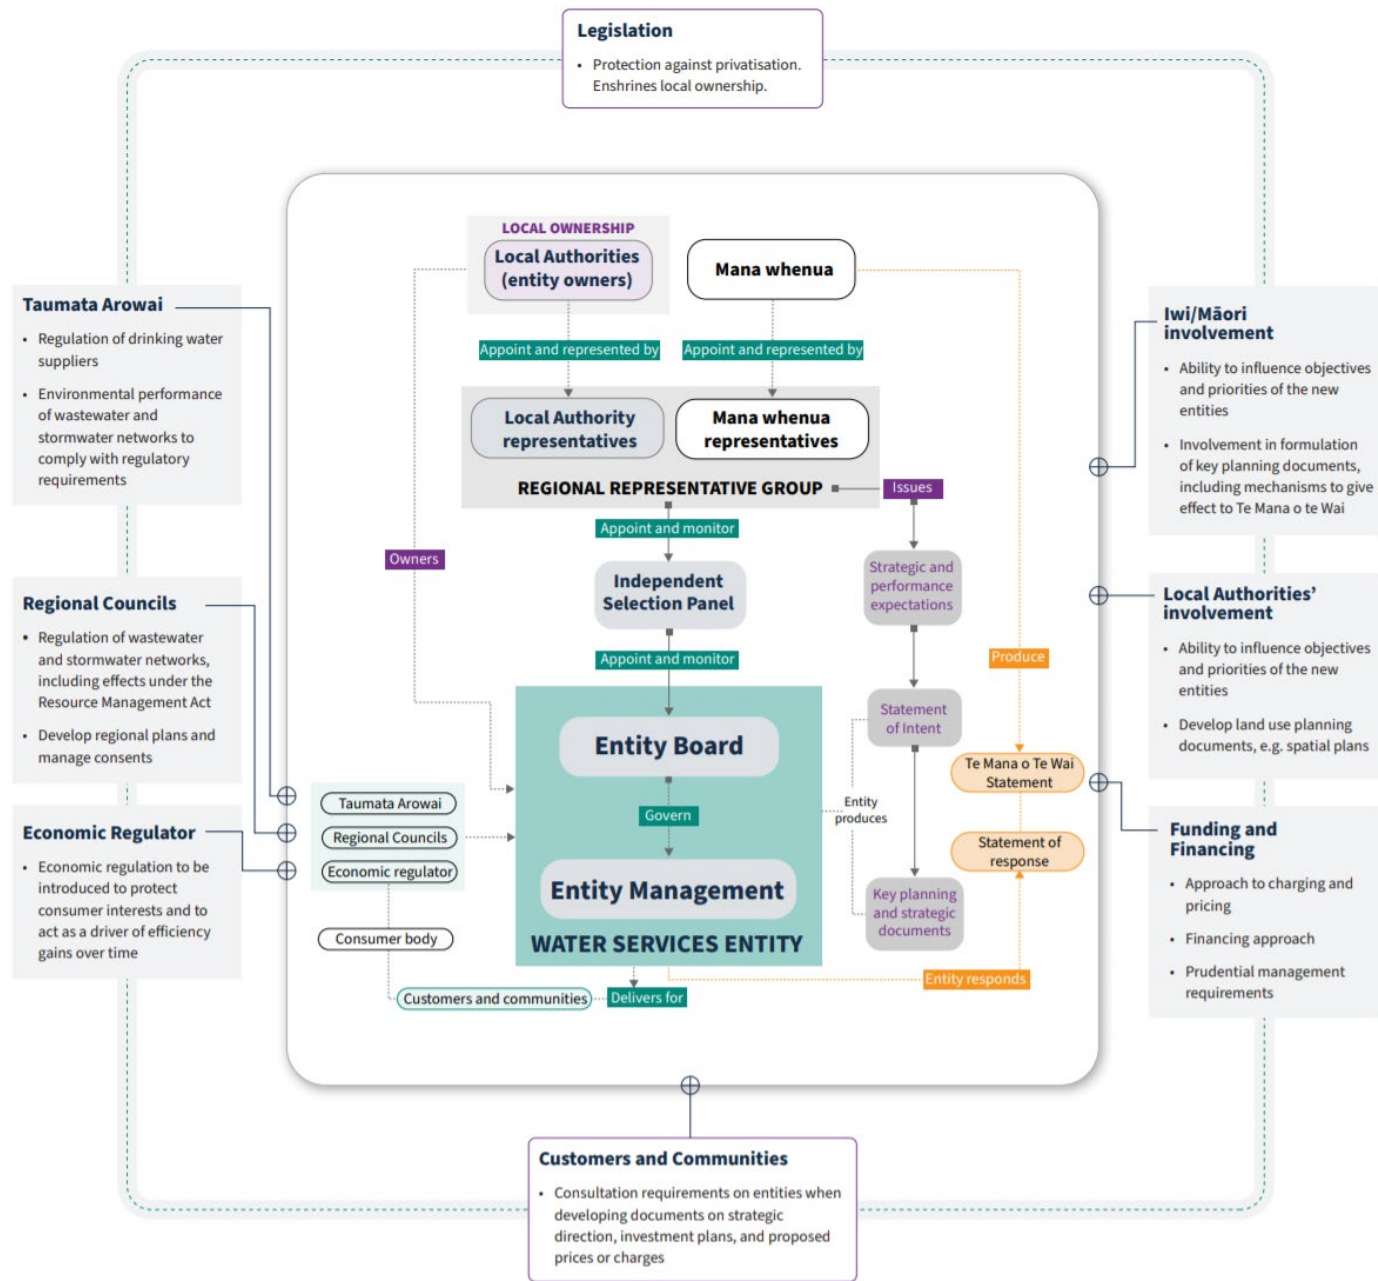 Legislation
• Protection against privatisation.
Enshrines local ownership.
LOCAL OWNERSHIP
Local Authorities
(entity owners)
Mana whenua
Taumata Arowai
• Regulation of drinking water
suppliers
• Environmental performance
of wastewater and
stormwater networks to
comply with regulatory
requirements
Iwi/Māori
involvement
• Ability to influence objectives
and priorities of the new
entities
• Involvement in formulation
of key planning documents,
including mechanisms to give
effect to Te Mana o te Wai
Appoint and represented by
Appoint and represented by
Local Authority
representatives
Mana whenua
representatives
REGIONAL REPRESENTATIVE GROUP
Issues
Appoint and monitor
Owners
Independent
Selection Panel
Strategic and
performance
expectations
Regional Councils
• Regulation of wastewater
and stormwater networks,
including effects under the
Resource Management Act
• Develop regional plans and
manage consents
Local Authorities’
involvement
• Ability to influence objectives
and priorities of the new
entities
• Develop land use planning
documents, e.g. spatial plans
Appoint and monitor
Produce
Entity Board
Statement
of Intent
Te Mana o Te Wai
Statement
Taumata Arowai
Regional Councils
Economic regulator
Govern
Entity
produces
Statement of
response
Economic Regulator
• Economic regulation to be
introduced to protect
consumer interests and to
act as a driver of efficiency
gains over time
Funding and
Financing
• Approach to charging and
pricing
• Financing approach
• Prudential management
requirements
Entity Management
Key planning
and strategic
documents
Consumer body
WATER SERVICES ENTITY
Entity responds
Customers and communities
Delivers for
Customers and Communities
• Consultation requirements on entities when
developing documents on strategic
direction, investment plans, and proposed
prices or charges